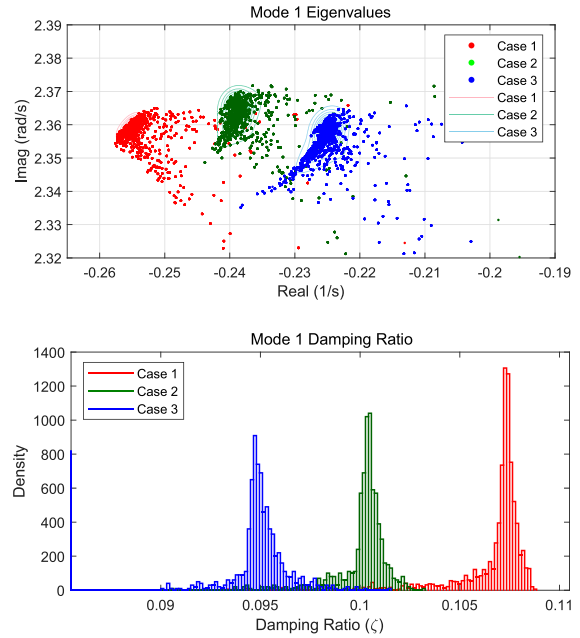 Mode 1 Eigenvalues
2.39
2.38
2.37
2.36
2.35
2.34
2.33
2.32
Imag (rad/s)
Case 1
Case 2
Case 3
Case 1
Case 2
Case 3
-0.26 -0.25 -0.24 -0.23 -0.22 -0.21 -0.2 -0.19
Real (1/s)
Mode 1 Damping Ratio
1400
1200
1000
800
600
400
200
0
Density
Case 1
Case 2
Case 3
0.09 0.095 0.1 0.105 0.11
Damping Ratio (ζ)